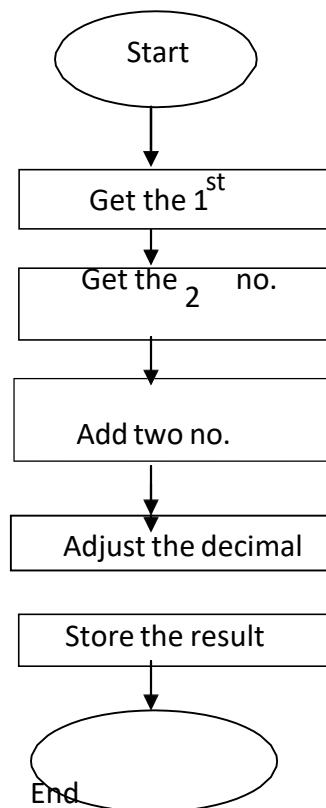 Start
Get the 1st
Get the 2 no.
Add two no.
Adjust the decimal
Store the result
End